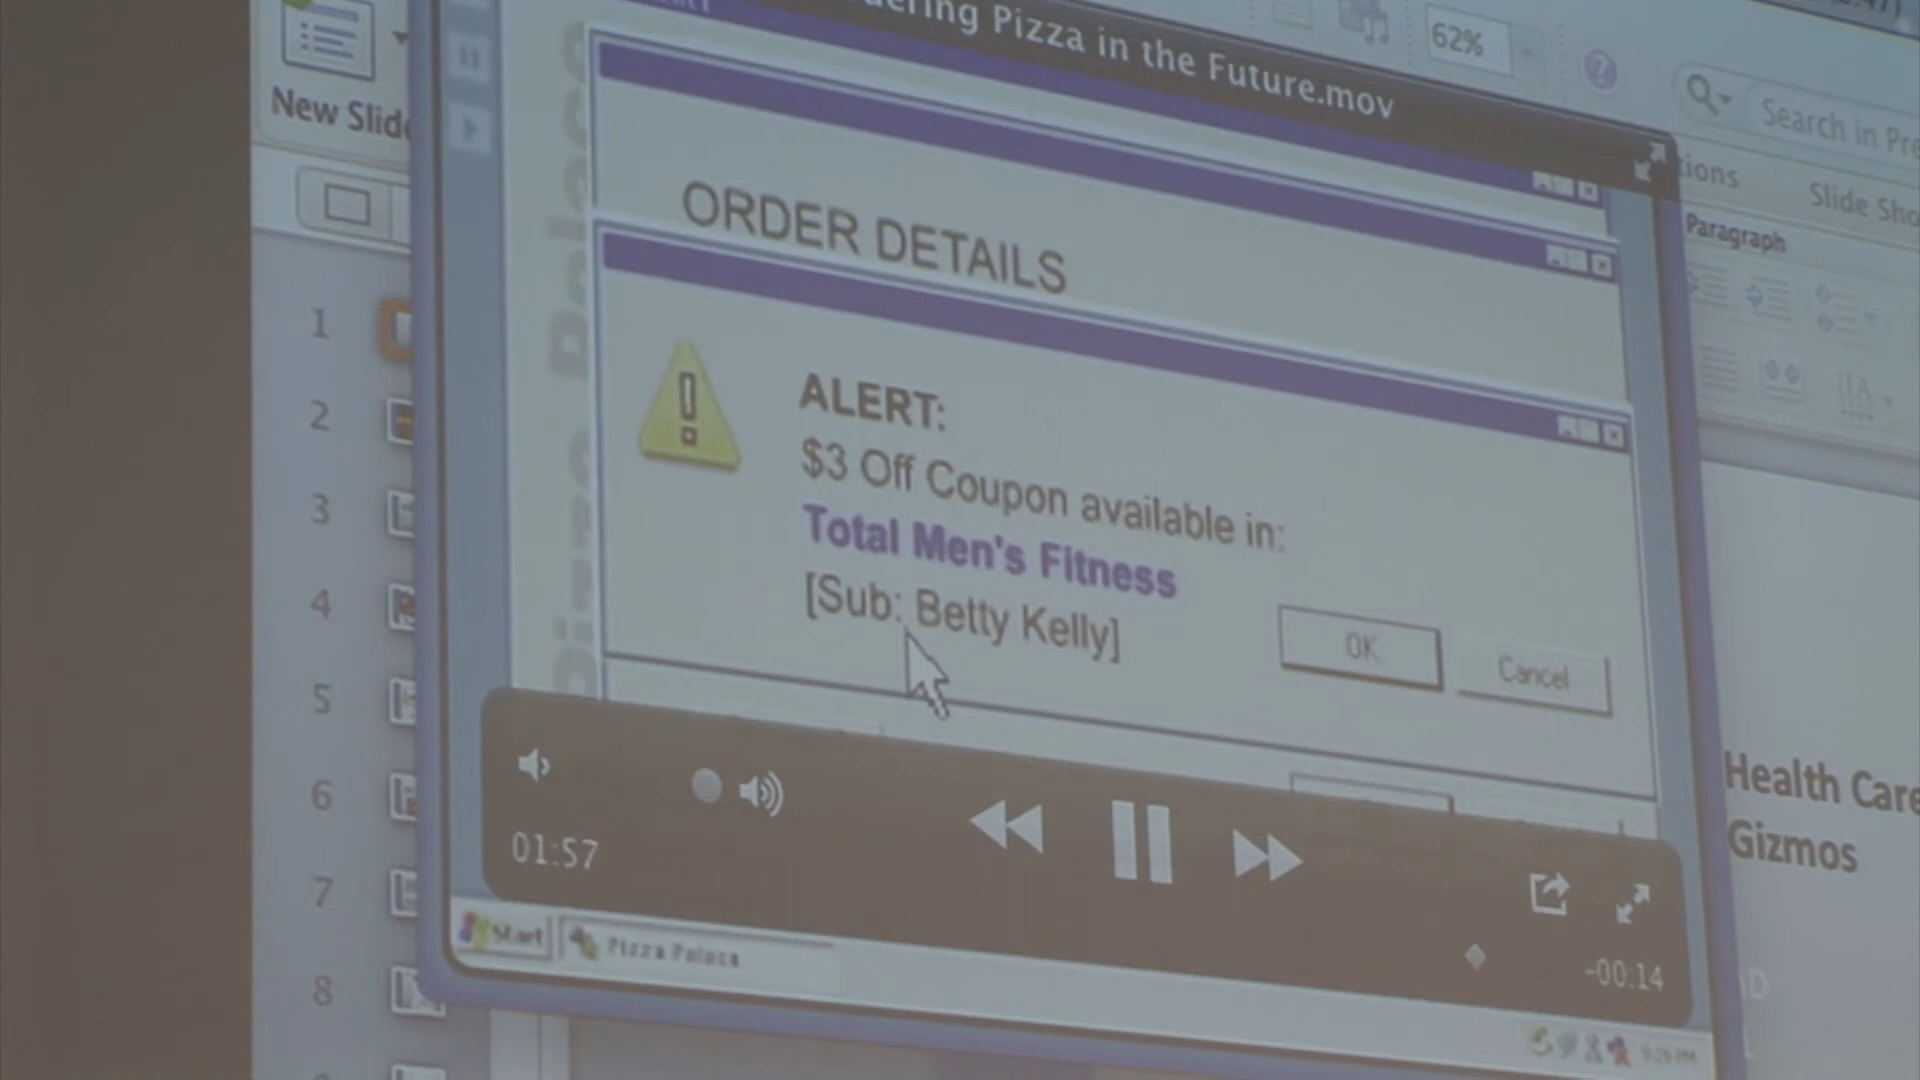 Pizza in the Future.mov
62%
New Slide
Search in Pre
Slide Sho
Paragraph
ORDER DETAILS
ALERT:
$3 Off Coupon available in:
Total Men's Fitness
[Sub: Betty Kelly]
OK
Cancel
1
2
3
4
5
6
7
8
01:57
-00:14
Start
Pizza Palace
Health Care
Gizmos